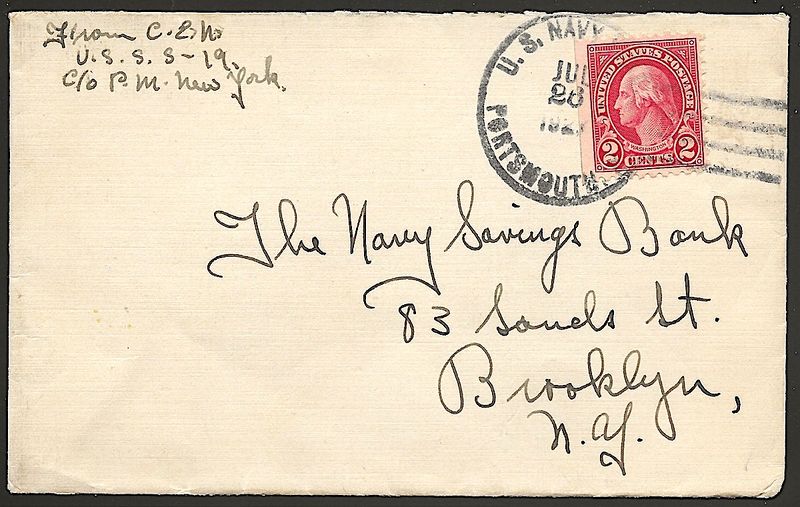 From C.E.W.
U.S.S. S-19.
C/o P.M. New York.
U.S. NAVY
JUL
26
PORTSMOUTH
UNITED STATES POSTAGE
WASHINGTON
2 CENTS 2
The Navy Savings Bank
83 Sands St.
Brooklyn,
N.Y.